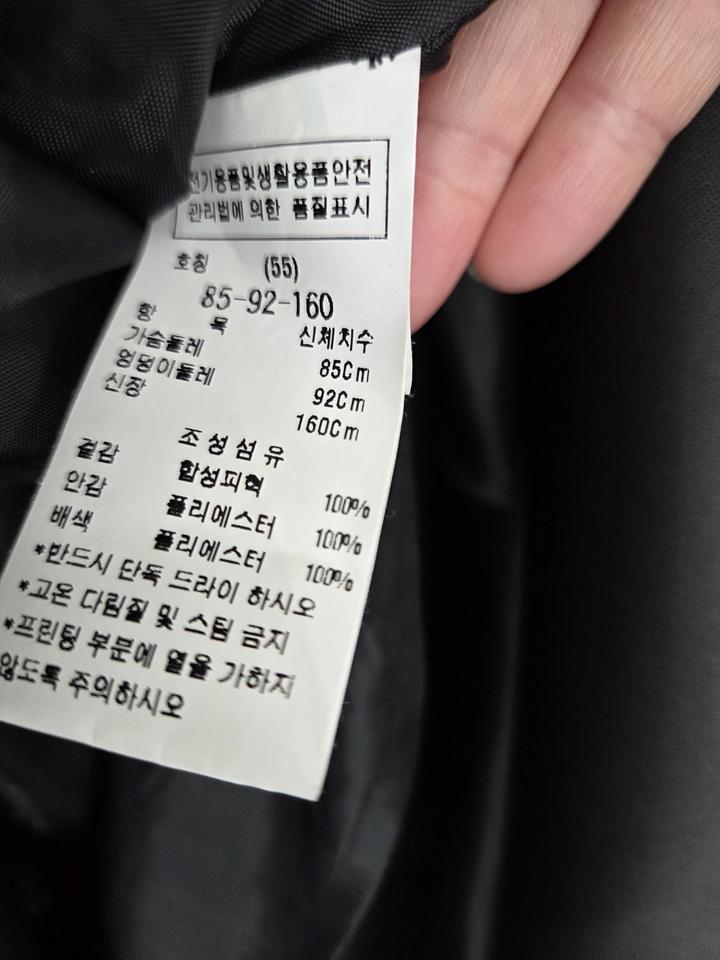 전기용품및생활용품안전
관리법에 의한 품질표시
호칭 (55)
85-92-160
항 목 신체치수
가슴둘레 85Cm
엉덩이둘레 92Cm
신장 160Cm
조성섬유
겉감 합성피혁 100%
안감 폴리에스터 100%
배색 폴리에스터 100%
*반드시 단독 드라이 하시오
*고온 다림질 및 스팀 금지
*프린팅 부분에 열을 가하지
않도록 주의하시오